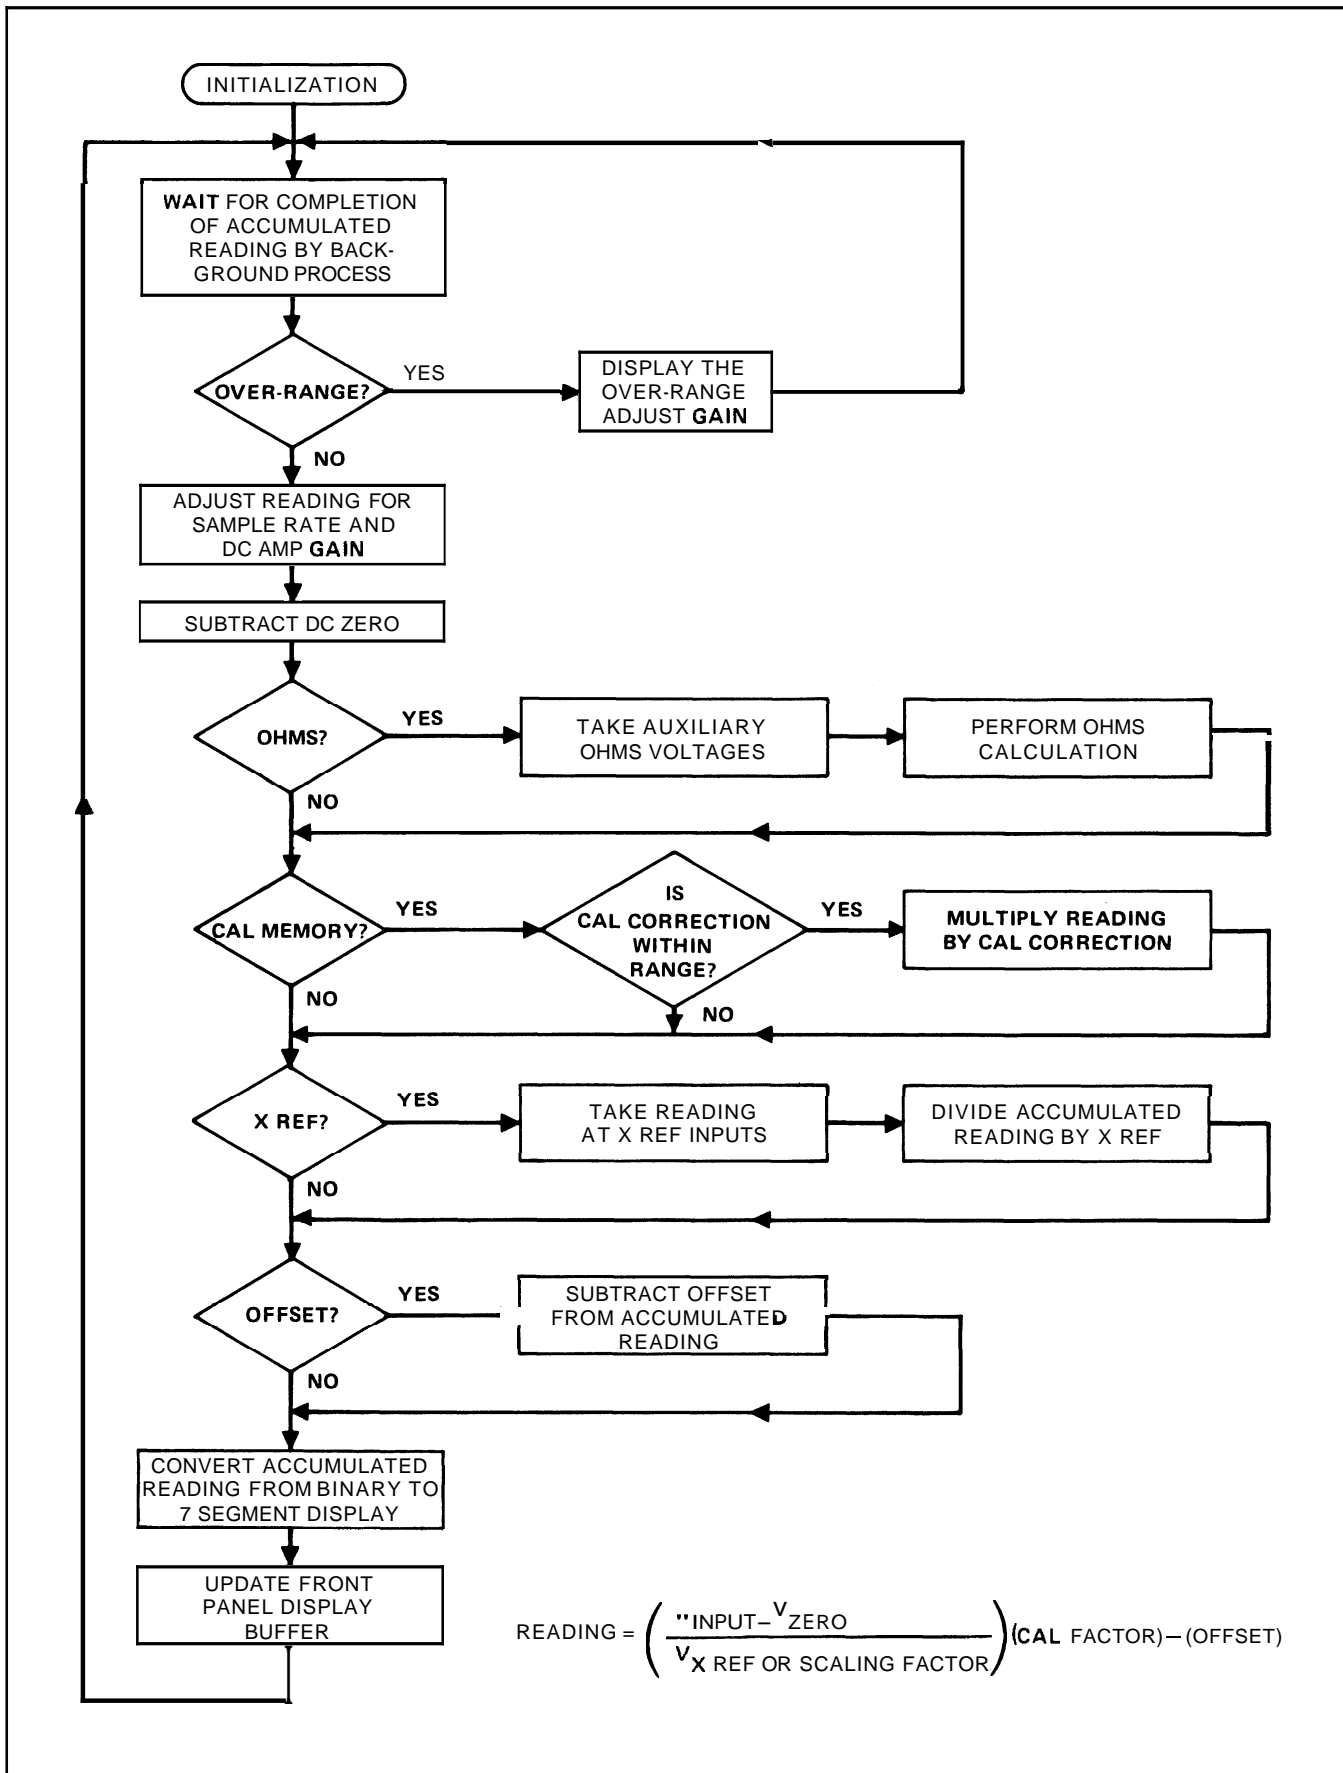 INITIALIZATION
WAIT FOR COMPLETION
OF ACCUMULATED
READING BY BACK-
GROUND PROCESS
OVER-RANGE?
YES
DISPLAY THE
OVER-RANGE
ADJUST GAIN
NO
ADJUST READING FOR
SAMPLE RATE AND
DC AMP GAIN
SUBTRACT DC ZERO
OHMS?
YES
TAKE AUXILIARY
OHMS VOLTAGES
PERFORM OHMS
CALCULATION
NO
CAL MEMORY?
YES
IS
CAL CORRECTION
WITHIN
RANGE?
YES
MULTIPLY READING
BY CAL CORRECTION
NO
NO
X REF?
YES
TAKE READING
AT X REF INPUTS
DIVIDE ACCUMULATED
READING BY X REF
NO
OFFSET?
YES
SUBTRACT OFFSET
FROM ACCUMULATED
READING
NO
CONVERT ACCUMULATED
READING FROM BINARY TO
7 SEGMENT DISPLAY
UPDATE FRONT
PANEL DISPLAY
BUFFER
READING = ( "INPUT–VZERO / VX REF OR SCALING FACTOR ) (CAL FACTOR)–(OFFSET)